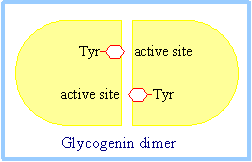 Tyr active site
active site Tyr
Glycogenin dimer